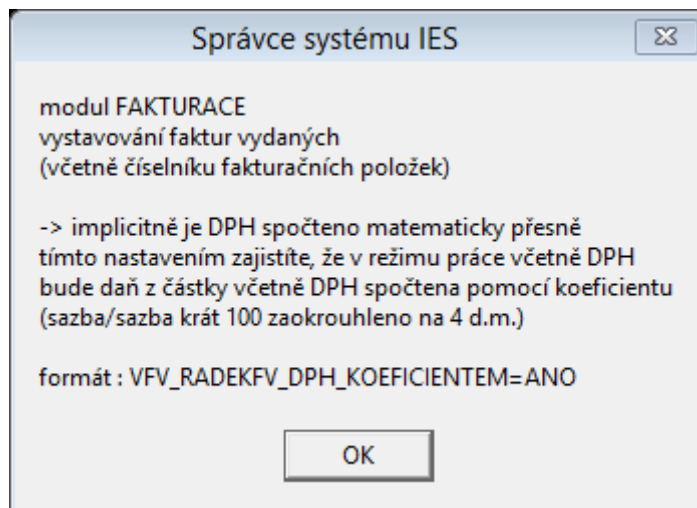 Správce systému IES
modul FAKTURACE
vystavování faktur vydaných
(včetně číselníku fakturačních položek)
-> implicitně je DPH spočteno matematicky přesně
tímto nastavením zajistíte, že v režimu práce včetně DPH
bude daň z částky včetně DPH spočtena pomocí koeficientu
(sazba/sazba krát 100 zaokrouhleno na 4 d.m.)
formát : VFV_RADEKFV_DPH_KOEFICIENTEM=ANO
OK